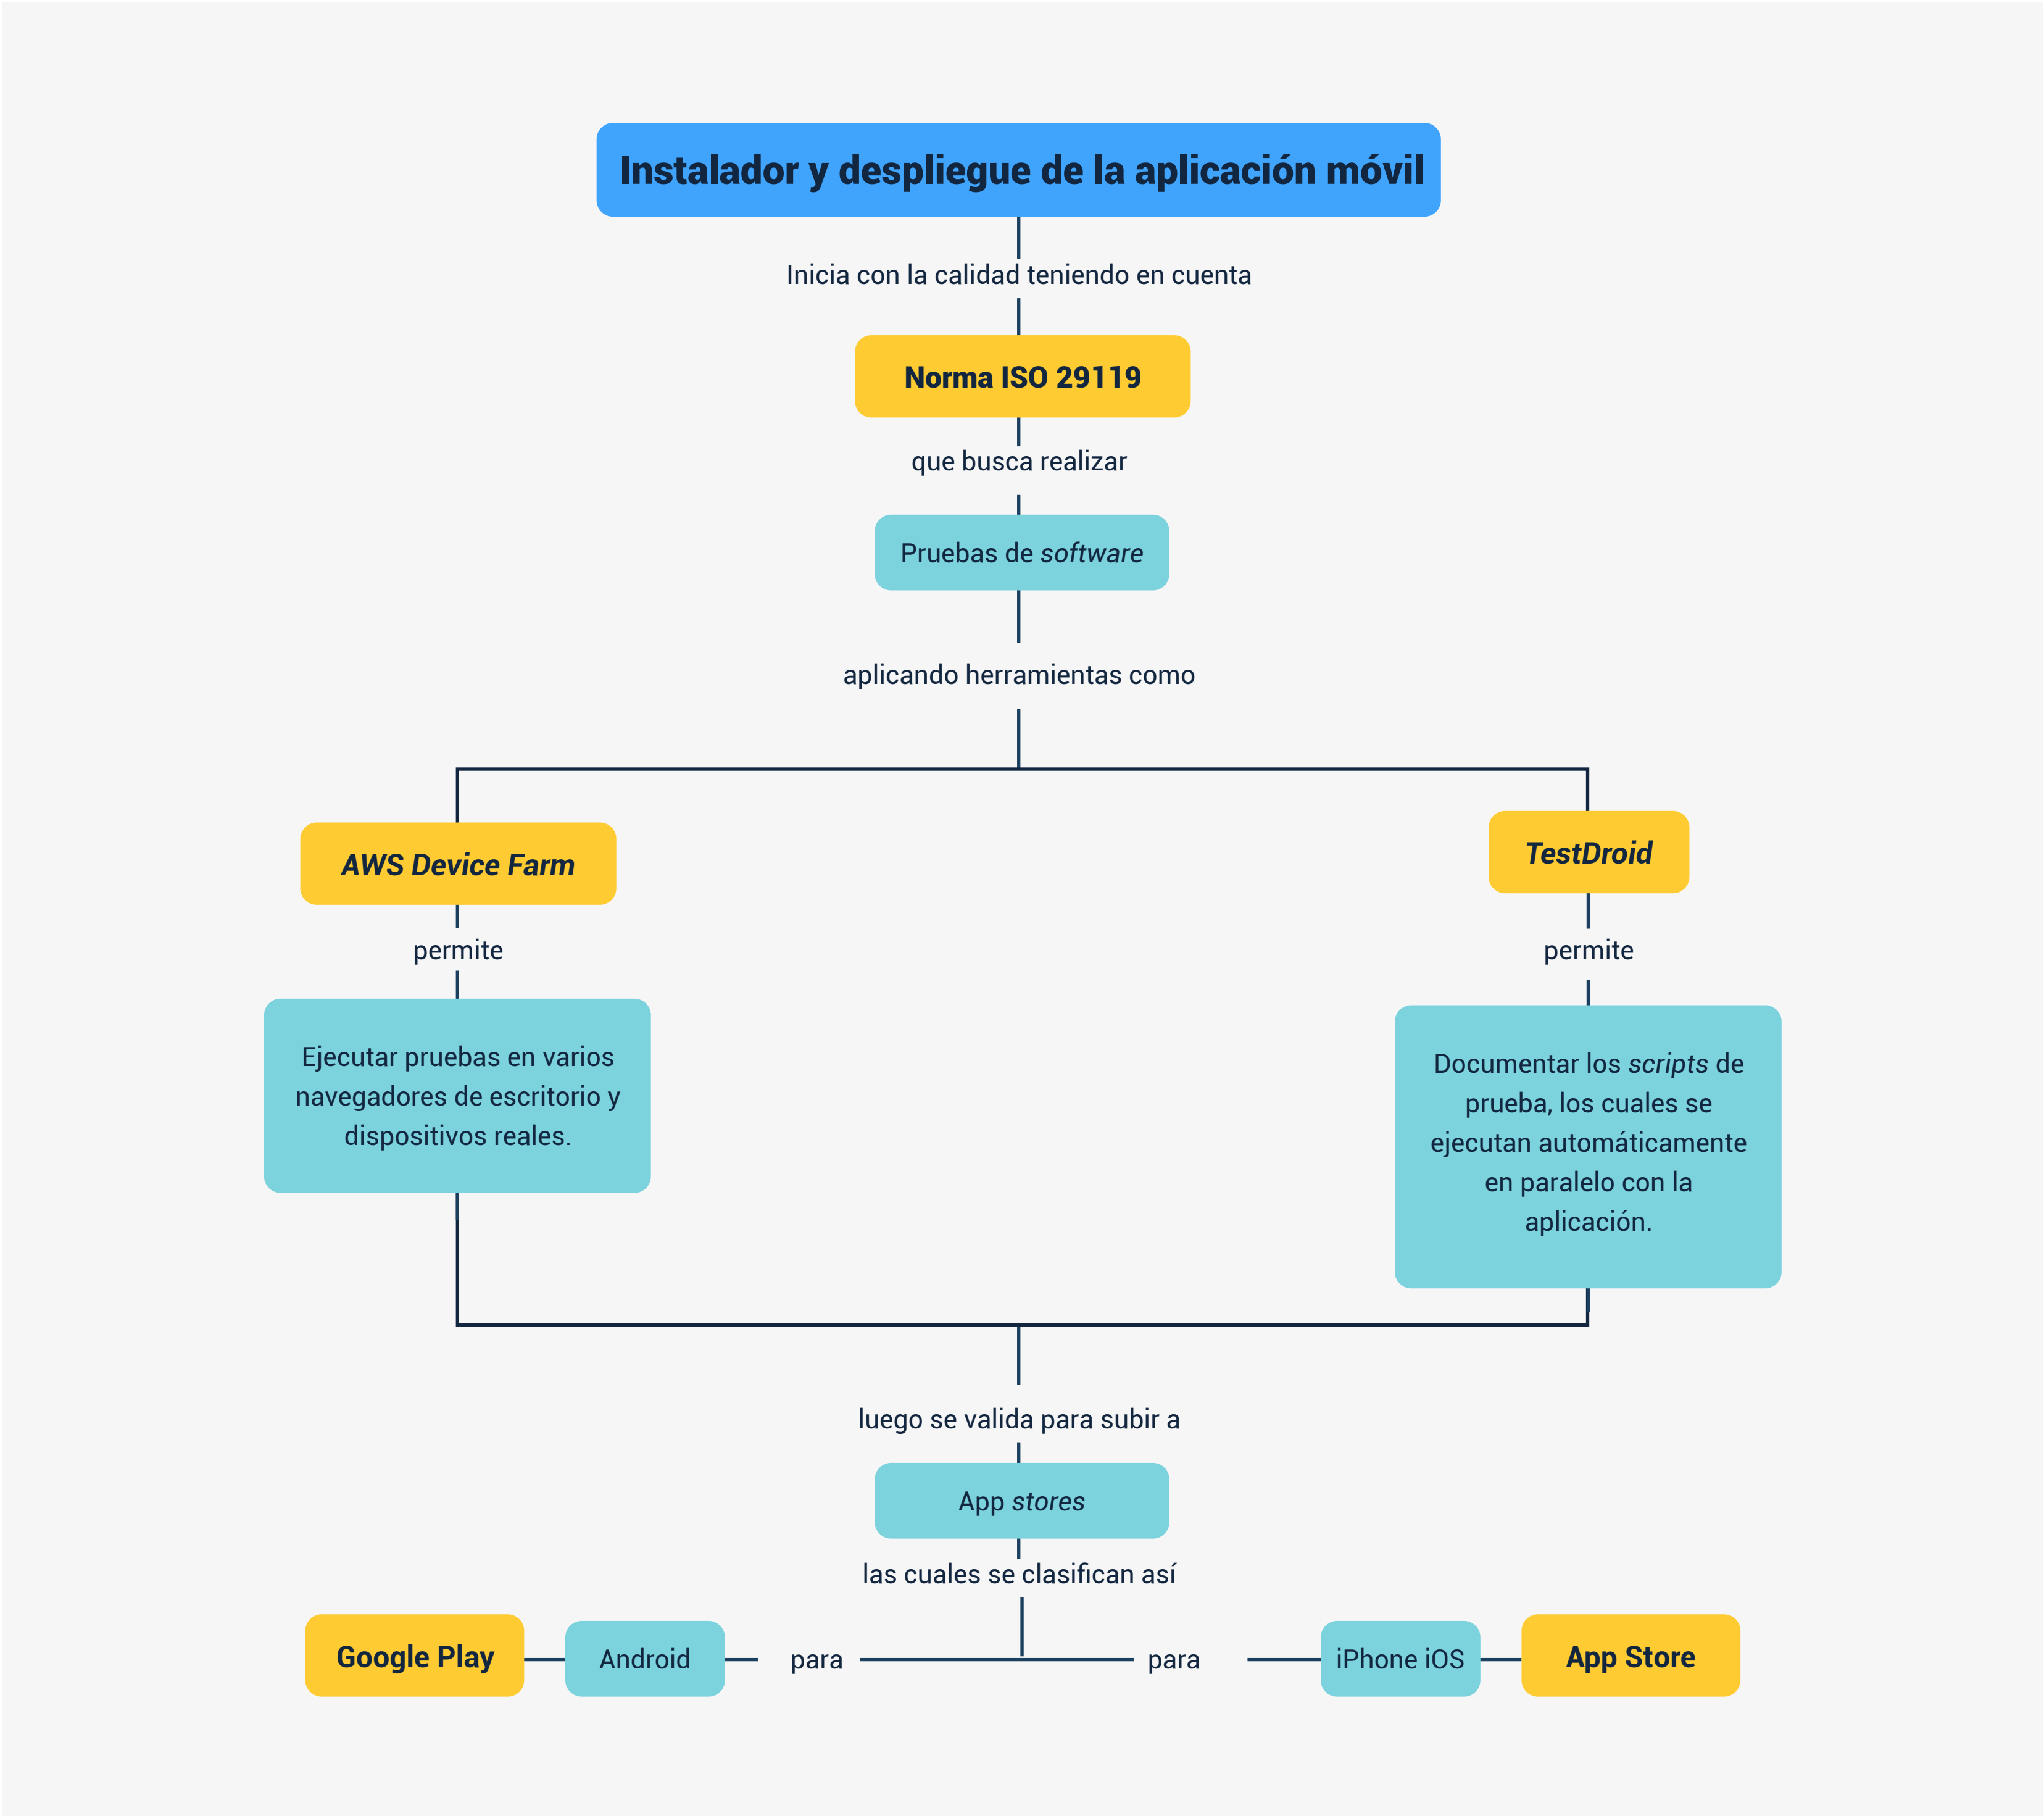 Instalador y despliegue de la aplicación móvil
Inicia con la calidad teniendo en cuenta
Norma ISO 29119
que busca realizar
Pruebas de software
aplicando herramientas como
AWS Device Farm
permite
Ejecutar pruebas en varios
navegadores de escritorio y
dispositivos reales.
TestDroid
permite
Documentar los scripts de
prueba, los cuales se
ejecutan automáticamente
en paralelo con la
aplicación.
luego se valida para subir a
App stores
las cuales se clasifican así
Google Play
Android
para
para
iPhone iOS
App Store